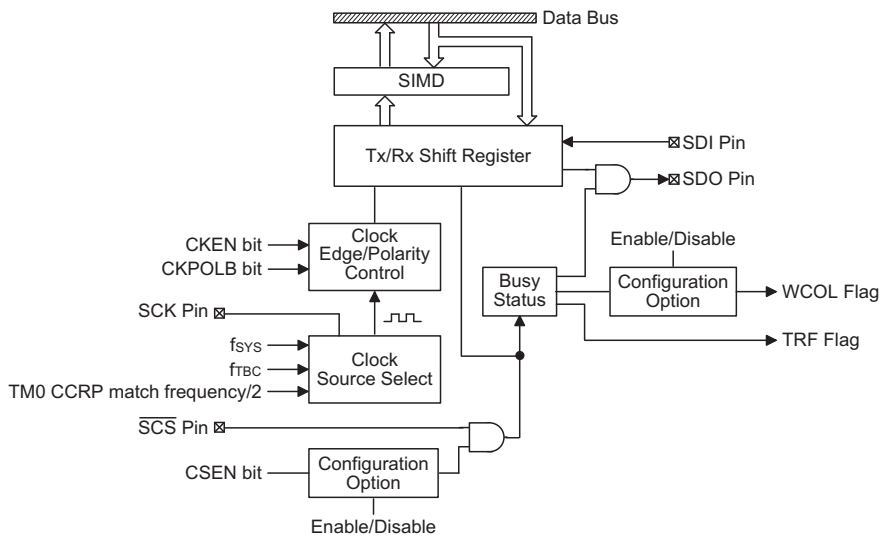 Data Bus
SIMD
Tx/Rx Shift Register
SDI Pin
SDO Pin
CKEN bit
CKPOLB bit
Clock
Edge/Polarity
Control
Enable/Disable
Busy
Status
Configuration
Option
WCOL Flag
TRF Flag
SCK Pin
fSYS
fTBC
TM0 CCRP match frequency/2
Clock
Source Select
SCS Pin
CSEN bit
Configuration
Option
Enable/Disable